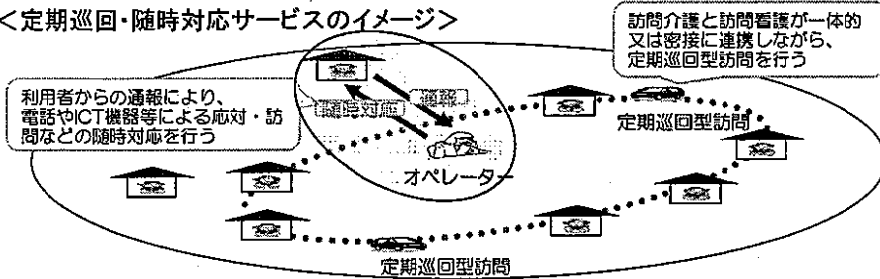 ＜定期巡回・随時対応サービスのイメージ＞
訪問介護と訪問看護が一体的
又は密接に連携しながら、
定期巡回型訪問を行う
利用者からの通報により、
電話やICT機器等による応対・訪
問などの随時対応を行う
随時対応
通報
定期巡回型訪問
オペレーター
定期巡回型訪問